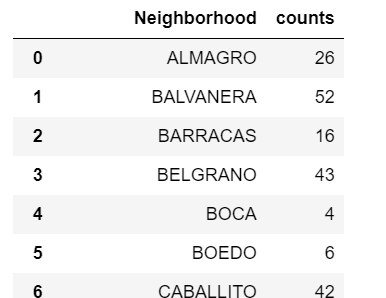 Neighborhood counts
0 ALMAGRO 26
1 BALVANERA 52
2 BARRACAS 16
3 BELGRANO 43
4 BOCA 4
5 BOEDO 6
6 CABALLITO 42